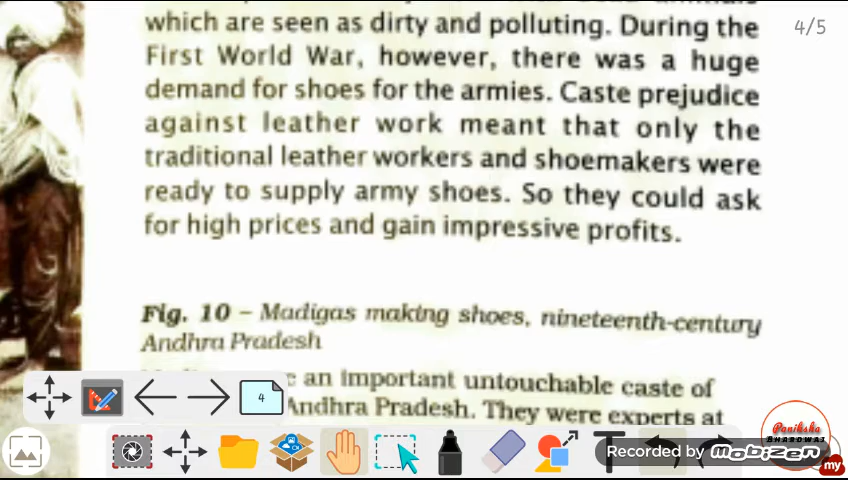 which are seen as dirty and polluting. During the
4/5
First World War, however, there was a huge
demand for shoes for the armies. Caste prejudice
against leather work meant that only the
traditional leather workers and shoemakers were
ready to supply army shoes. So they could ask
for high prices and gain impressive profits.
Fig. 10 – Madigas making shoes, nineteenth-century
Andhra Pradesh
an important untouchable caste of
Andhra Pradesh. They were experts at
4
Paniksha
BHARDWAJ
T
Recorded by mobizen
my